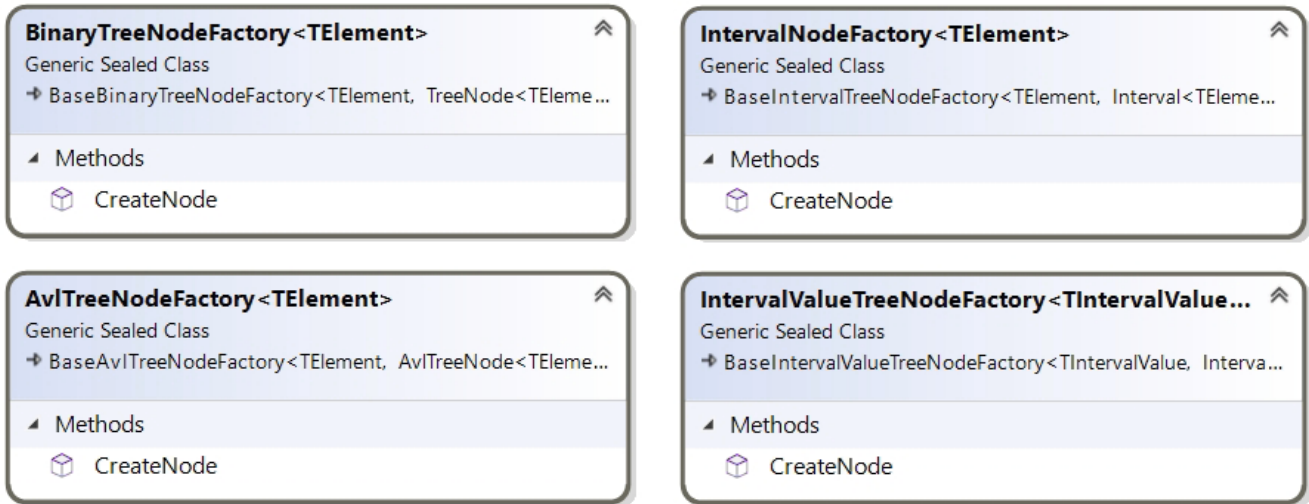 BinaryTreeNodeFactory<TElement>
Generic Sealed Class
BaseBinaryTreeNodeFactory<TElement, TreeNode<TEleme...
Methods
CreateNode
IntervalNodeFactory<TElement>
Generic Sealed Class
BaseIntervalTreeNodeFactory<TElement, Interval<TEleme...
Methods
CreateNode
AvlTreeNodeFactory<TElement>
Generic Sealed Class
BaseAvlTreeNodeFactory<TElement, AvlTreeNode<TEleme...
Methods
CreateNode
IntervalValueTreeNodeFactory<TIntervalValue...
Generic Sealed Class
BaseIntervalValueTreeNodeFactory<TIntervalValue, Interva...
Methods
CreateNode